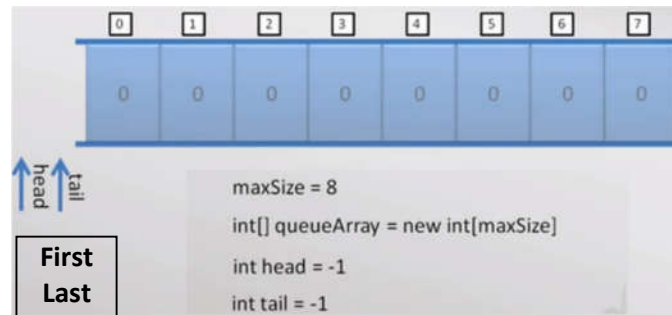 0 1 2 3 4 5 6 7
0 0 0 0 0 0 0 0
head
tail
maxSize = 8
int[] queueArray = new int[maxSize]
int head = -1
int tail = -1
First
Last